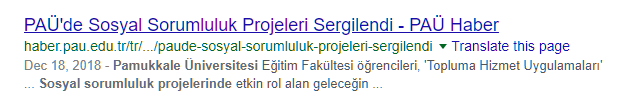 PAÜ'de Sosyal Sorumluluk Projeleri Sergilendi - PAÜ Haber
haber.pau.edu.tr/tr/.../paude-sosyal-sorumluluk-projeleri-sergilendi ▼ Translate this page
Dec 18, 2018 - Pamukkale Üniversitesi Eğitim Fakültesi öğrencileri, 'Topluma Hizmet Uygulamaları'
... Sosyal sorumluluk projelerinde etkin rol alan geleceğin ...